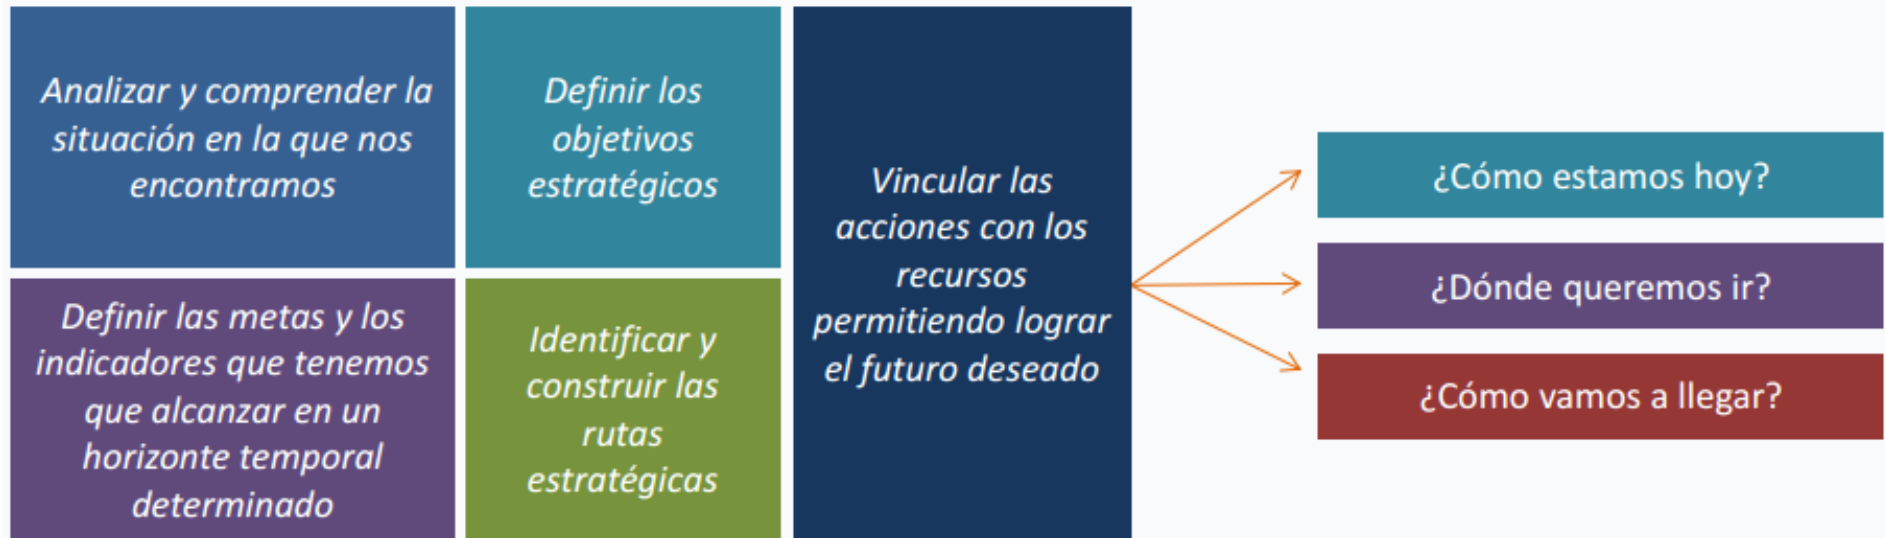 Analizar y comprender la
situación en la que nos
encontramos
Definir los
objetivos
estratégicos
Definir las metas y los
indicadores que tenemos
que alcanzar en un
horizonte temporal
determinado
Identificar y
construir las
rutas
estratégicas
Vincular las
acciones con los
recursos
permitiendo lograr
el futuro deseado
¿Cómo estamos hoy?
¿Dónde queremos ir?
¿Cómo vamos a llegar?